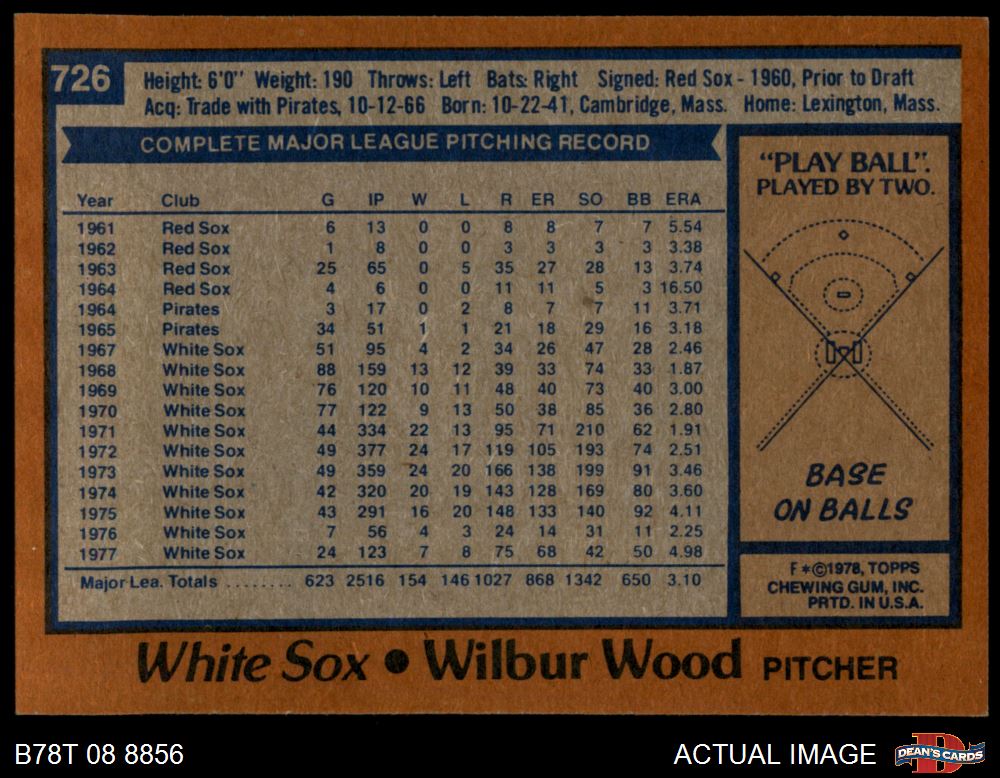 726
Height: 6'0" Weight: 190 Throws: Left Bats: Right Signed: Red Sox - 1960, Prior to Draft
Acq: Trade with Pirates, 10-12-66 Born: 10-22-41, Cambridge, Mass. Home: Lexington, Mass.
COMPLETE MAJOR LEAGUE PITCHING RECORD
Year Club G IP W L R ER SO BB ERA
1961 Red Sox 6 13 0 0 8 8 7 7 5.54
1962 Red Sox 1 8 0 0 3 3 3 3 3.38
1963 Red Sox 25 65 0 5 35 27 28 13 3.74
1964 Red Sox 4 6 0 0 11 11 5 3 16.50
1964 Pirates 3 17 0 2 8 7 7 11 3.71
1965 Pirates 34 51 1 1 21 18 29 16 3.18
1967 White Sox 51 95 4 2 34 26 47 28 2.46
1968 White Sox 88 159 13 12 39 33 74 33 1.87
1969 White Sox 76 120 10 11 48 40 73 40 3.00
1970 White Sox 77 122 9 13 50 38 85 36 2.80
1971 White Sox 44 334 22 13 95 71 210 62 1.91
1972 White Sox 49 377 24 17 119 105 193 74 2.51
1973 White Sox 49 359 24 20 166 138 199 91 3.46
1974 White Sox 42 320 20 19 143 128 169 80 3.60
1975 White Sox 43 291 16 20 148 133 140 92 4.11
1976 White Sox 7 56 4 3 24 14 31 11 2.25
1977 White Sox 24 123 7 8 75 68 42 50 4.98
Major Lea. Totals ........ 623 2516 154 146 1027 868 1342 650 3.10
"PLAY BALL".
PLAYED BY TWO.
BASE
ON BALLS
F *©1978, TOPPS
CHEWING GUM, INC.
PRTD. IN U.S.A.
White Sox • Wilbur Wood PITCHER
B78T 08 8856
ACTUAL IMAGE
D
DEAN'S CARDS